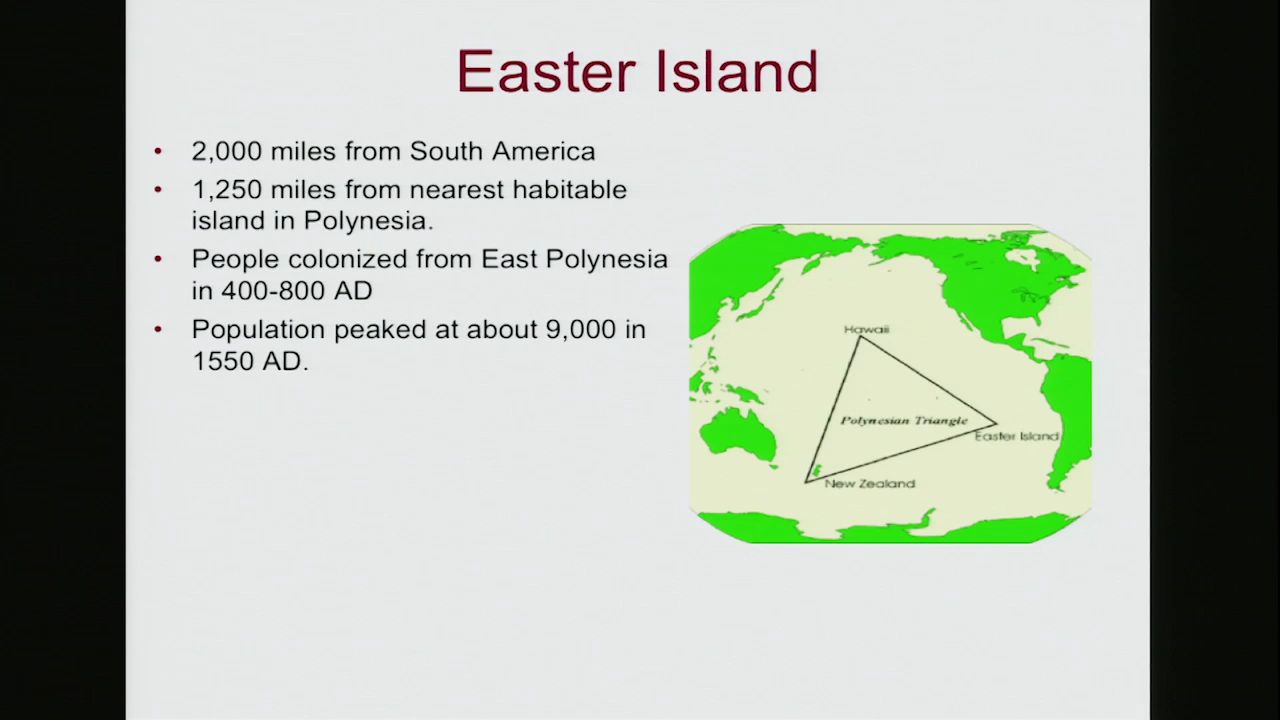 Easter Island
• 2,000 miles from South America
• 1,250 miles from nearest habitable
island in Polynesia.
• People colonized from East Polynesia
in 400-800 AD
• Population peaked at about 9,000 in
1550 AD.
Hawaii
Polynesian Triangle
Easter Island
New Zealand